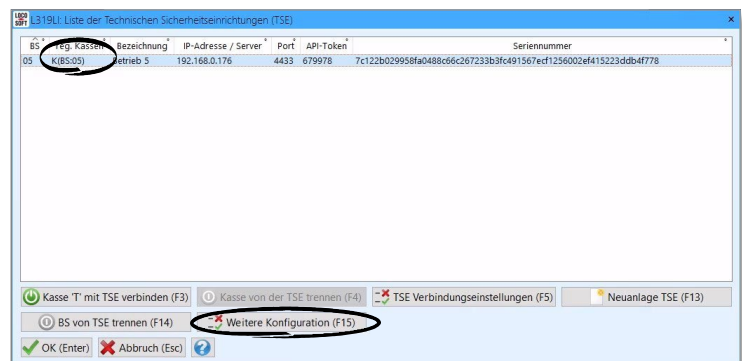 LOCO SOFT L319LI: Liste der Technischen Sicherheitseinrichtungen (TSE)
BS reg. Kassen Bezeichnung IP-Adresse / Server Port API-Token Seriennummer
05 K(BS:05) Betrieb 5 192.168.0.176 4433 679978 7c122b029958fa0488c66c267233b3fc491567ecf1256002ef415223ddb4f778
Kasse 'T' mit TSE verbinden (F3) Kasse von der TSE trennen (F4) TSE Verbindungseinstellungen (F5) Neuanlage TSE (F13)
BS von TSE trennen (F14) Weitere Konfiguration (F15)
OK (Enter) Abbruch (Esc) ?